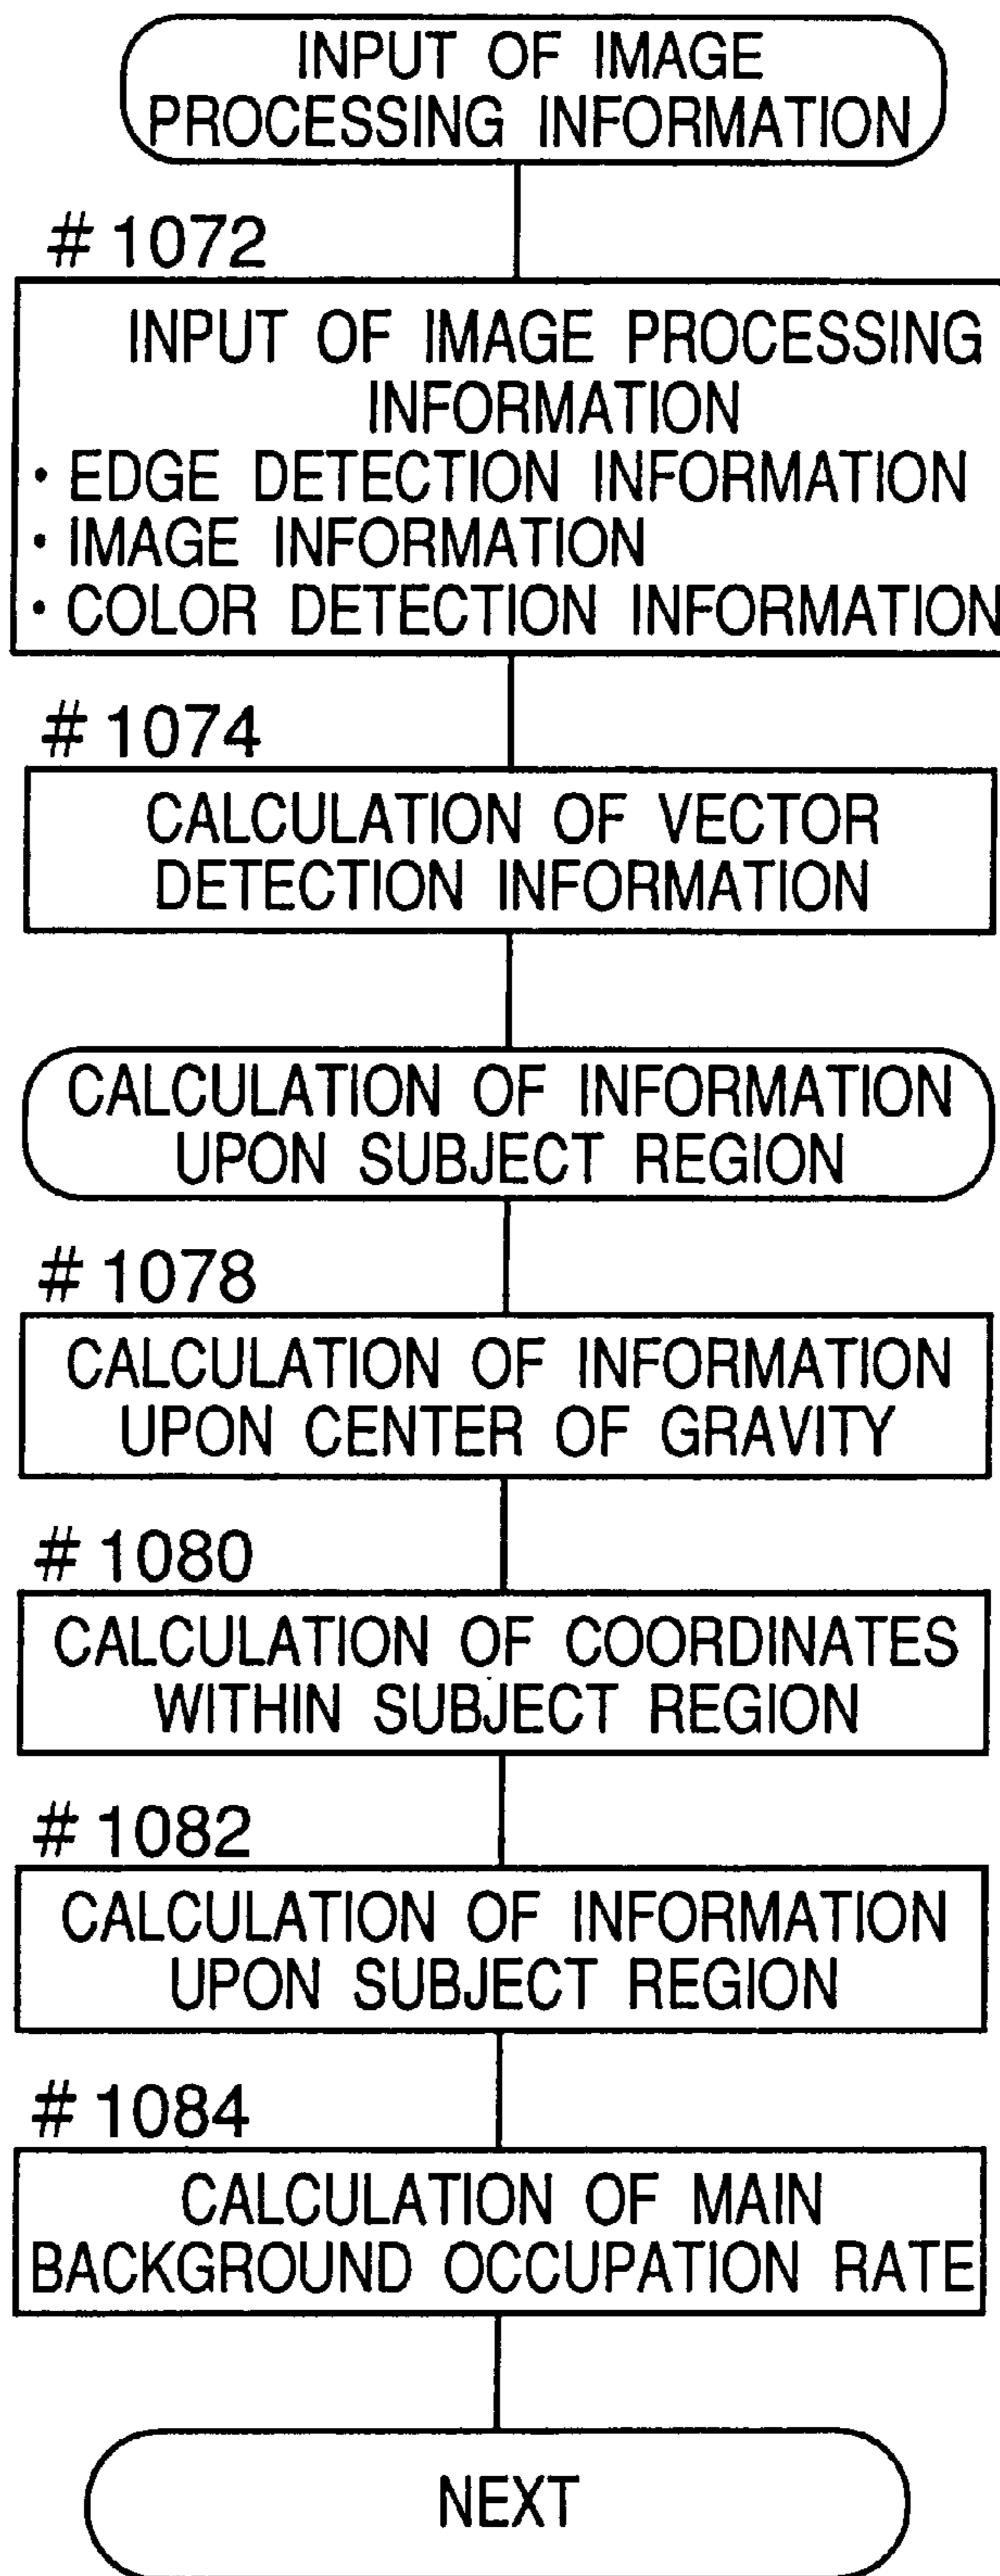 INPUT OF IMAGE
PROCESSING INFORMATION
# 1072
INPUT OF IMAGE PROCESSING
INFORMATION
· EDGE DETECTION INFORMATION
· IMAGE INFORMATION
· COLOR DETECTION INFORMATION
# 1074
CALCULATION OF VECTOR
DETECTION INFORMATION
CALCULATION OF INFORMATION
UPON SUBJECT REGION
# 1078
CALCULATION OF INFORMATION
UPON CENTER OF GRAVITY
# 1080
CALCULATION OF COORDINATES
WITHIN SUBJECT REGION
# 1082
CALCULATION OF INFORMATION
UPON SUBJECT REGION
# 1084
CALCULATION OF MAIN
BACKGROUND OCCUPATION RATE
NEXT